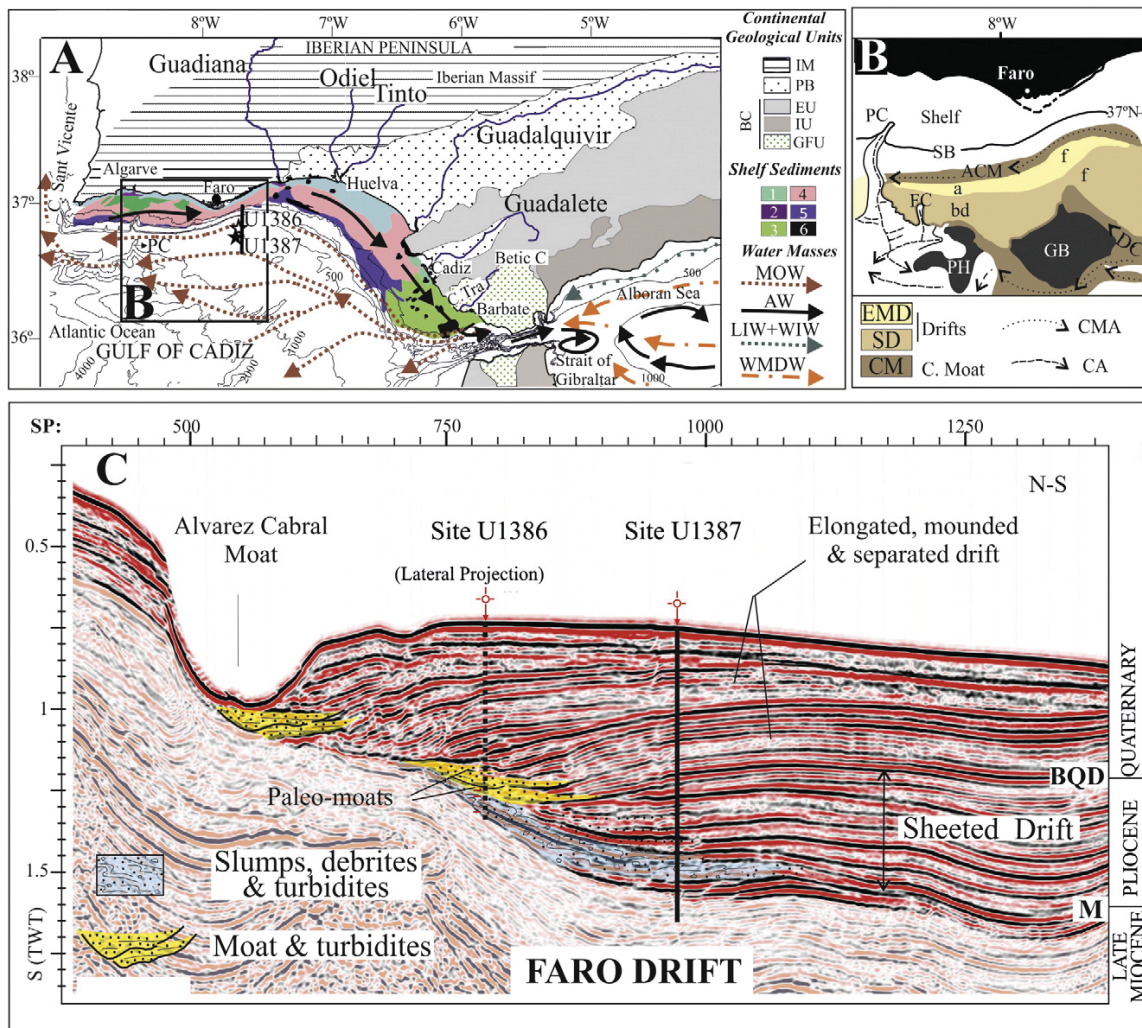 8°W
7°W
6°W
5°W
A
IBERIAN PENINSULA
38°
Guadiana
Odiel
Iberian Massif
Tinto
Guadalquivir
C. Sant Vicente
Algarve
Faro
Huelva
37°
U1386
U1387
Guadalete
PC
Cadiz
Betic C
500
500
C. Tra.
B
Barbate
Alboran Sea
Atlantic Ocean
36º
GULF OF CADIZ
4000
4000
2000
Strait of
Gibraltar
1000
Continental
Geological Units
IM
PB
BC
EU
IU
GFU
Shelf Sediments
1
4
2
5
3
6
Water Masses
MOW
AW
LIW+WIW
WMDW
8°W
B
Faro
PC
Shelf
37ºN
SB
f
ACM
f
a
FC
bd
DC
GB
PH
EMD
Drifts
CMA
SD
CM
C. Moat
CA
SP:
500
750
1000
1250
C
N-S
Alvarez Cabral
Moat
Site U1386
(Lateral Projection)
Site U1387
Elongated, mounded
& separated drift
0.5
1
1.5
S (TWT)
QUATERNARY
BQD
Paleo-moats
Sheeted Drift
PLIOCENE
Slumps, debrites
& turbidites
M
Moat & turbidites
FARO DRIFT
LATE
MIOCENE